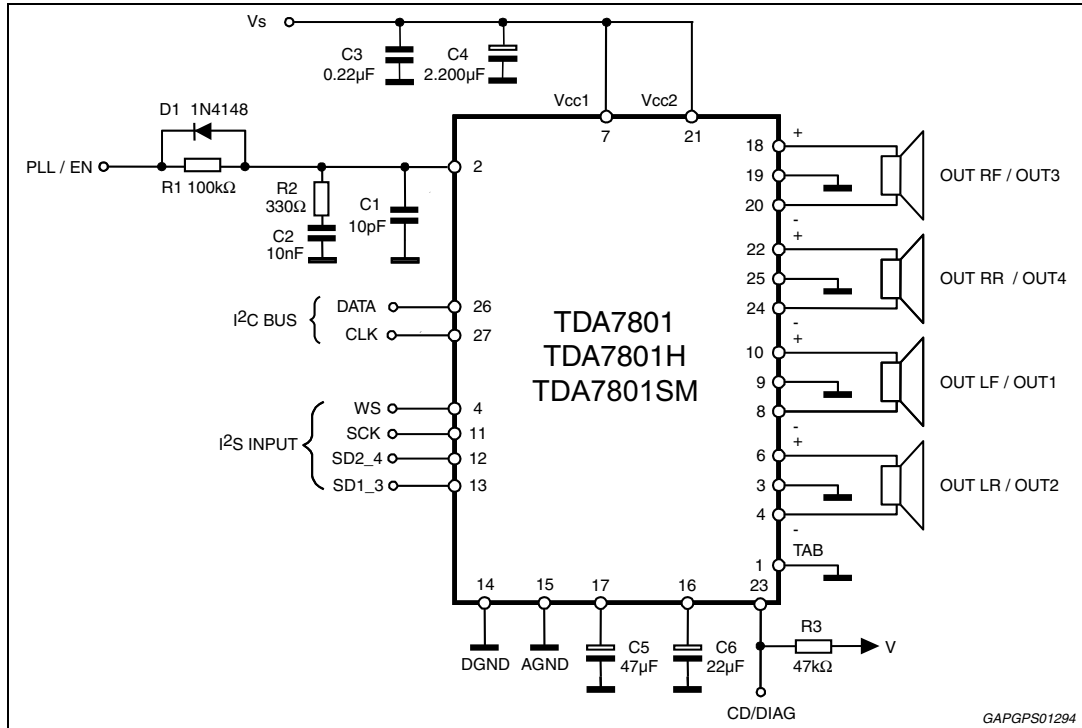 Vs
C3
0.22µF
C4
2.200µF
Vcc1
Vcc2
7
21
D1 1N4148
PLL / EN
R1 100kΩ
2
R2
330Ω
C1
10pF
C2
10nF
18
+
19
20
-
OUT RF / OUT3
+
22
25
24
-
OUT RR / OUT4
I²C BUS
DATA
26
CLK
27
TDA7801
TDA7801H
TDA7801SM
+
10
9
8
-
OUT LF / OUT1
I²S INPUT
WS
4
SCK
11
SD2_4
12
SD1_3
13
+
6
3
4
-
OUT LR / OUT2
TAB
1
14
15
17
16
23
DGND
AGND
C5
47µF
C6
22µF
R3
47kΩ
V
CD/DIAG
GAPGPS01294